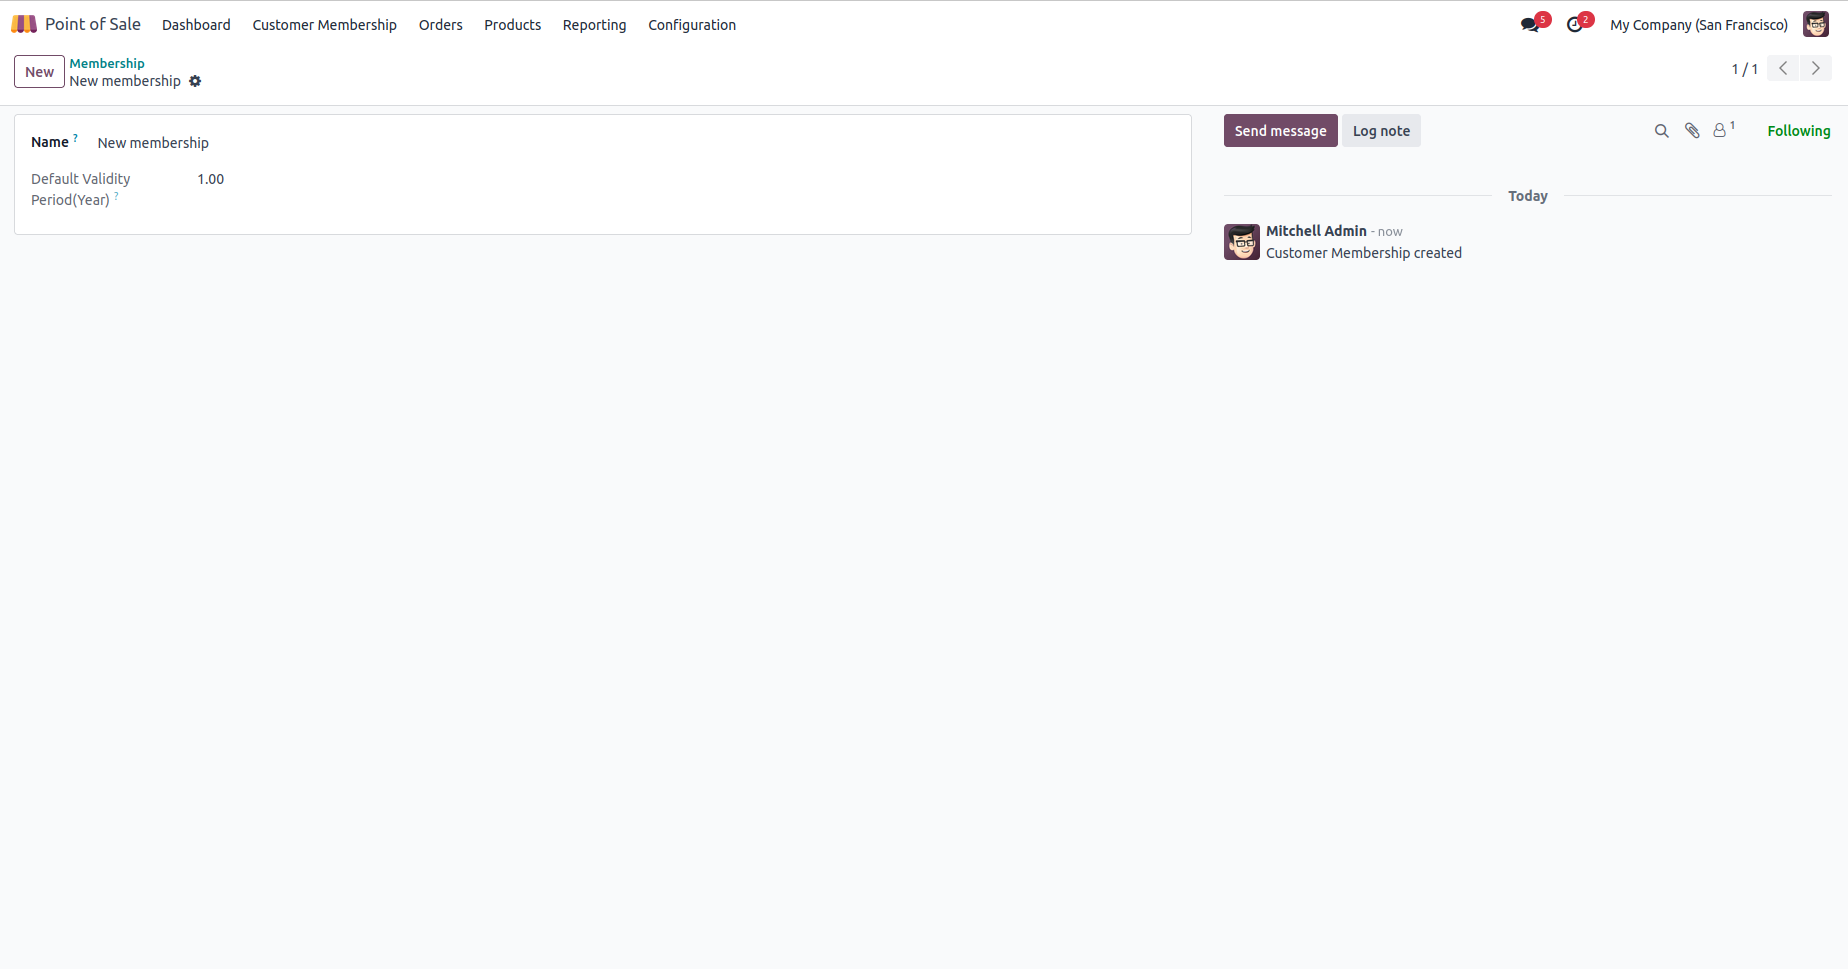 Point of Sale Dashboard Customer Membership Orders Products Reporting Configuration 5 2 My Company (San Francisco)
New
Membership
New membership
1 / 1
Name ? New membership
Default Validity
Period(Year) ?
1.00
Send message Log note 1 Following
Today
Mitchell Admin - now
Customer Membership created